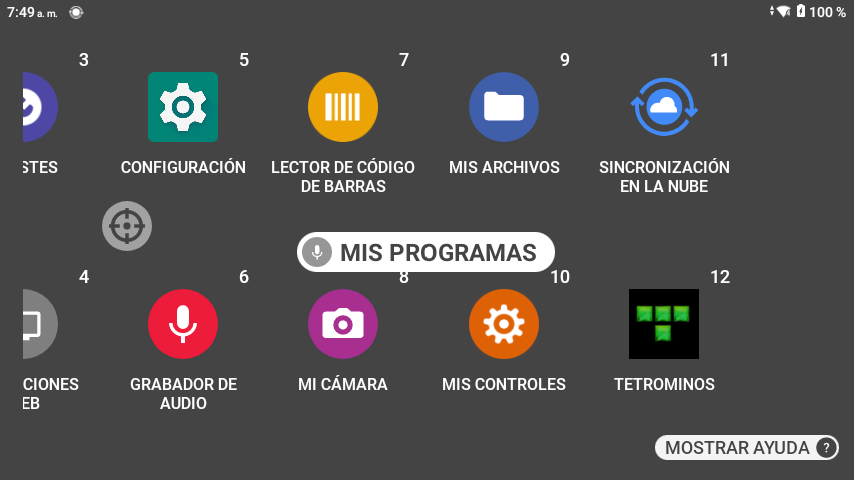 7:49 a. m.
100 %
3
5
7
9
11
STES
CONFIGURACIÓN
LECTOR DE CÓDIGO
DE BARRAS
MIS ARCHIVOS
SINCRONIZACIÓN
EN LA NUBE
MIS PROGRAMAS
4
6
8
10
12
CIONES
EB
GRABADOR DE
AUDIO
MI CÁMARA
MIS CONTROLES
TETROMINOS
MOSTRAR AYUDA ?